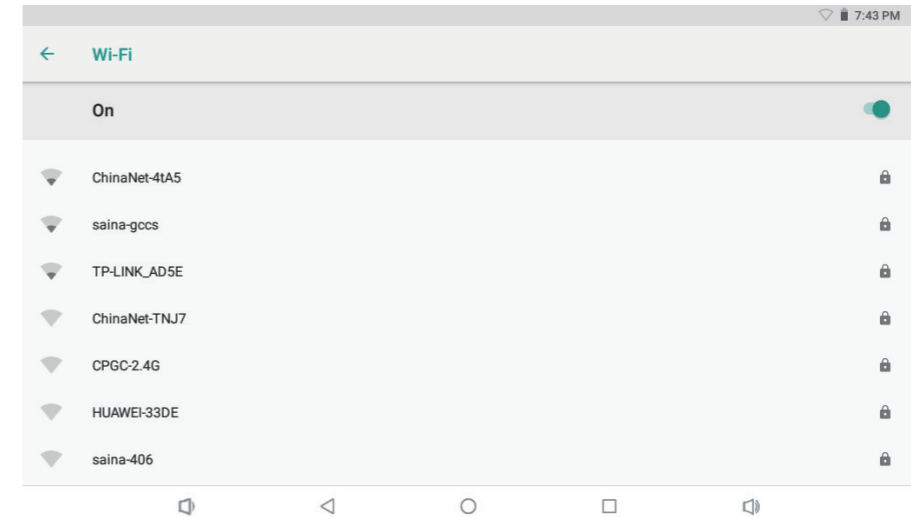 7:43 PM
Wi-Fi
On
ChinaNet-4tA5
saina-gccs
TP-LINK_AD5E
ChinaNet-TNJ7
CPGC-2.4G
HUAWEI-33DE
saina-406